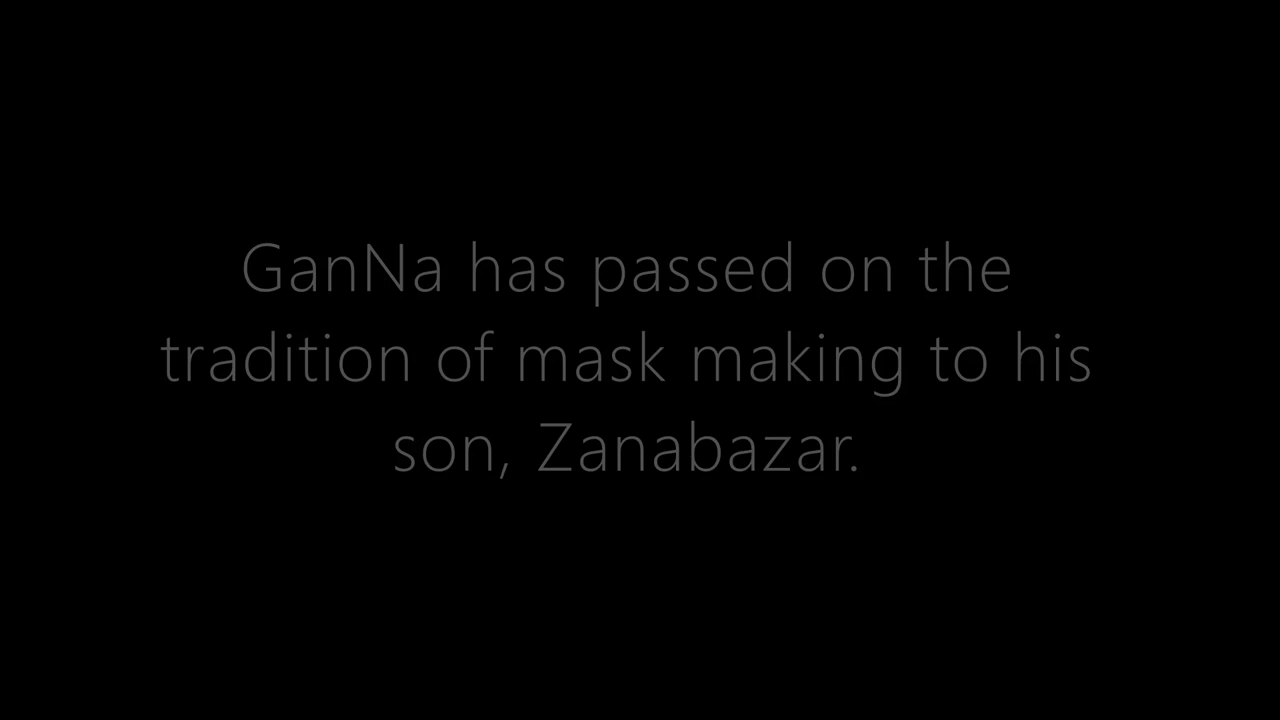 GanNa has passed on the
tradition of mask making to his
son, Zanabazar.